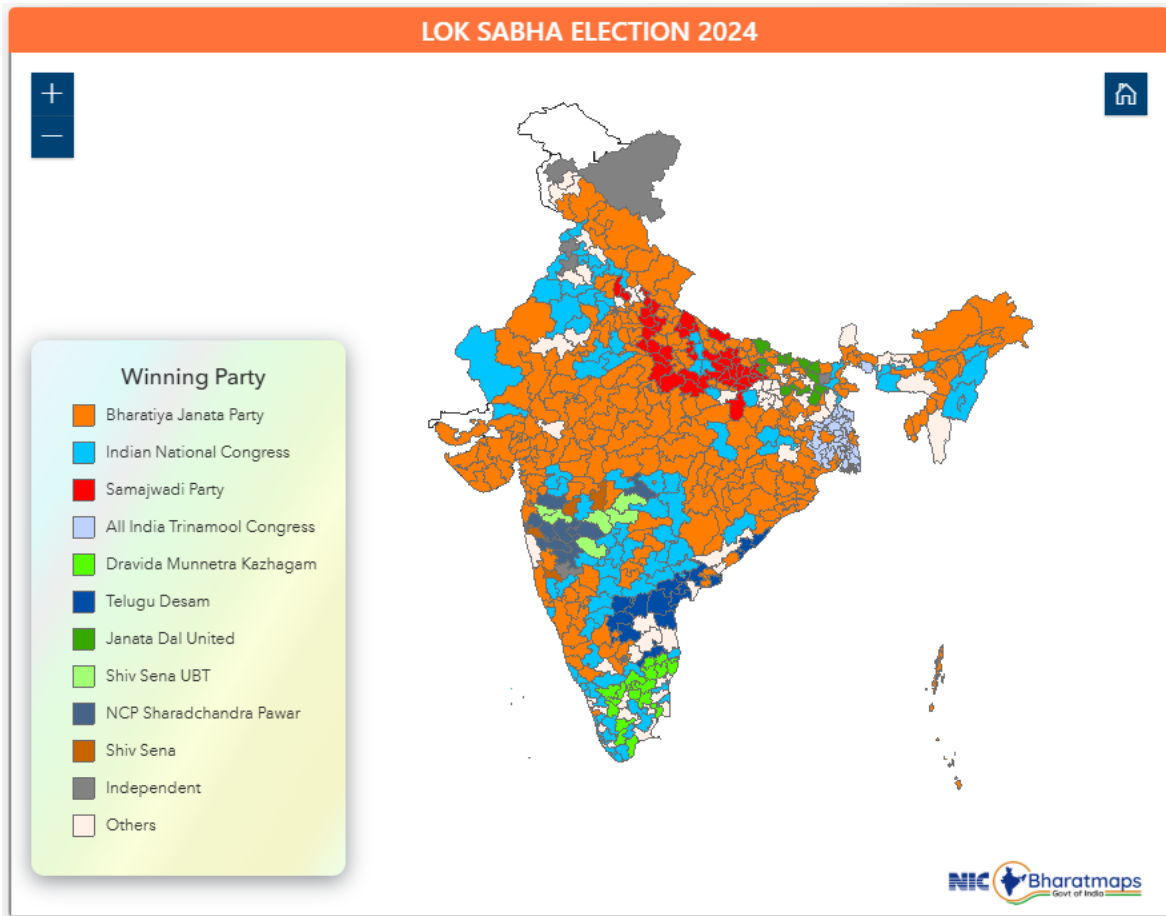 LOK SABHA ELECTION 2024
+
−
Winning Party
Bharatiya Janata Party
Indian National Congress
Samajwadi Party
All India Trinamool Congress
Dravida Munnetra Kazhagam
Telugu Desam
Janata Dal United
Shiv Sena UBT
NCP Sharadchandra Pawar
Shiv Sena
Independent
Others
NIC Bharatmaps
Govt of India